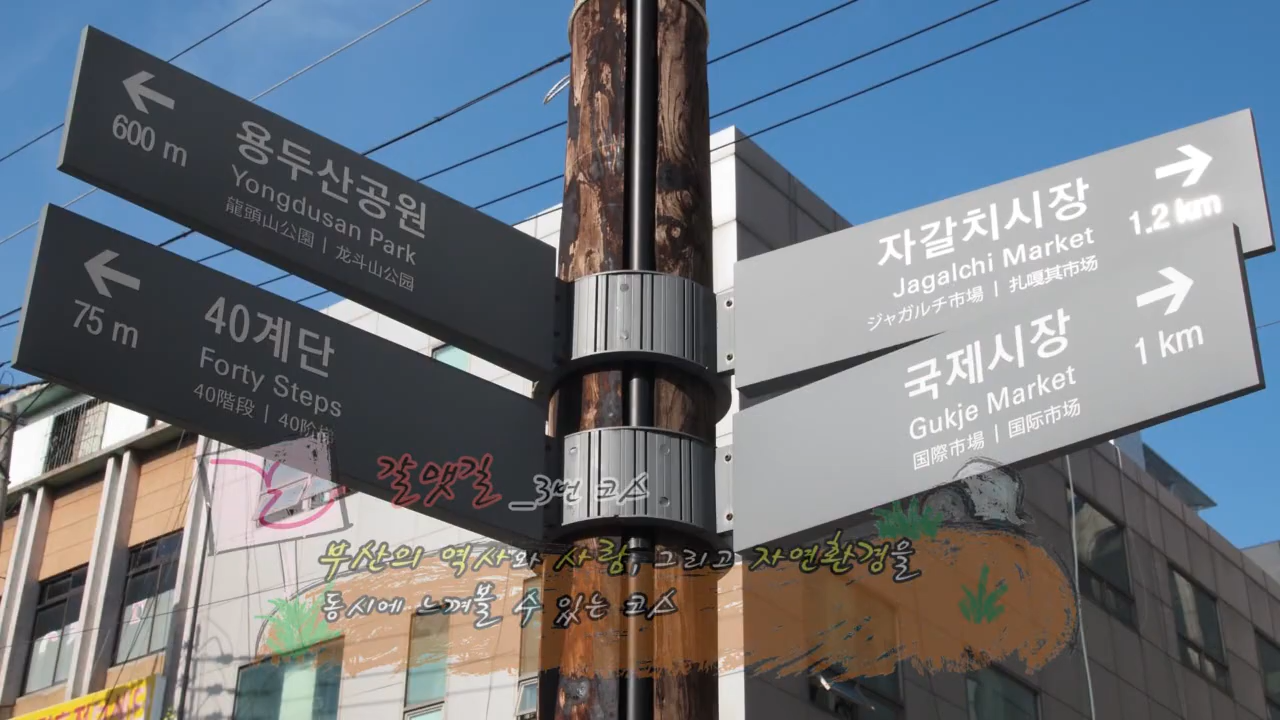 600 m
용두산공원
Yongdusan Park
龍頭山公園 | 龙斗山公园
75 m
40계단
Forty Steps
40階段 | 40阶梯
1.2 km
자갈치시장
Jagalchi Market
ジャガルチ市場 | 扎嘎其市场
1 km
국제시장
Gukje Market
国際市場 | 国际市场
갈맷길 _3번 코스
부산의 역사와 사람, 그리고 자연환경을
동시에 느껴볼 수 있는 코스